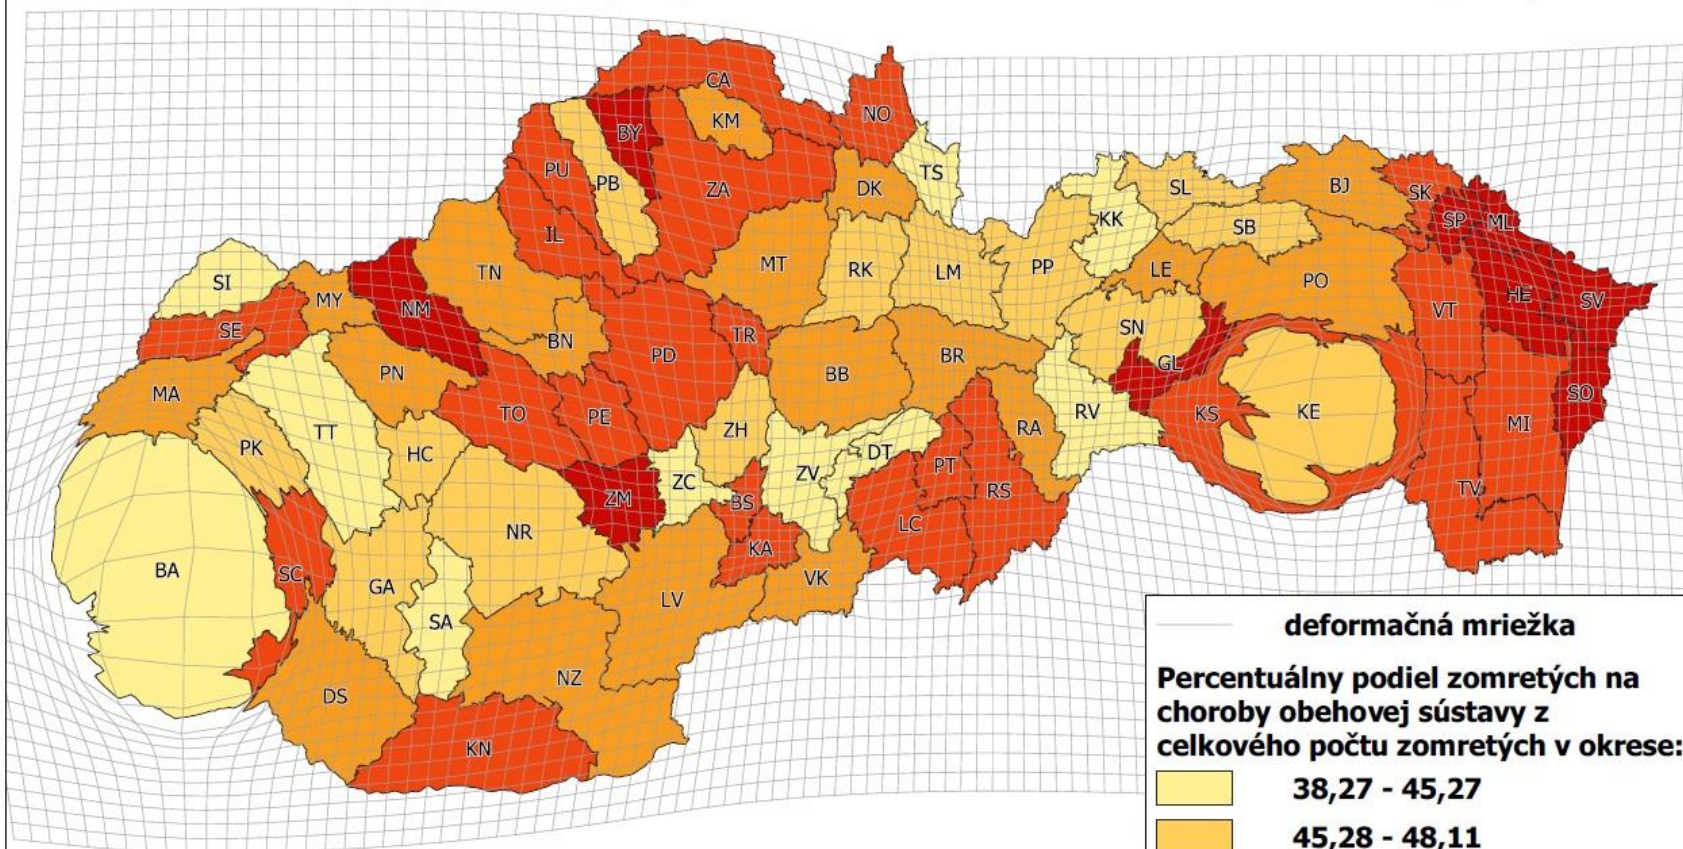 CA
NO
KM
BY
PU
PB
ZA
DK
TS
SL
BJ
SK
KK
SP
ML
SB
IL
MT
RK
LM
PP
LE
PO
TN
SI
MY
NM
HE
SV
VT
SE
BN
PD
TR
SN
BR
BB
GL
PN
MA
TO
PE
RV
KS
KE
SO
MI
RA
ZH
TT
PK
HC
DT
ZV
PT
RS
ZC
BS
ZM
TV
NR
LC
KA
BA
SC
GA
VK
LV
SA
NZ
DS
KN
deformačná mriežka
Percentuálny podiel zomretých na
choroby obehovej sústavy z
celkového počtu zomretých v okrese:
38,27 - 45,27
45,28 - 48,11